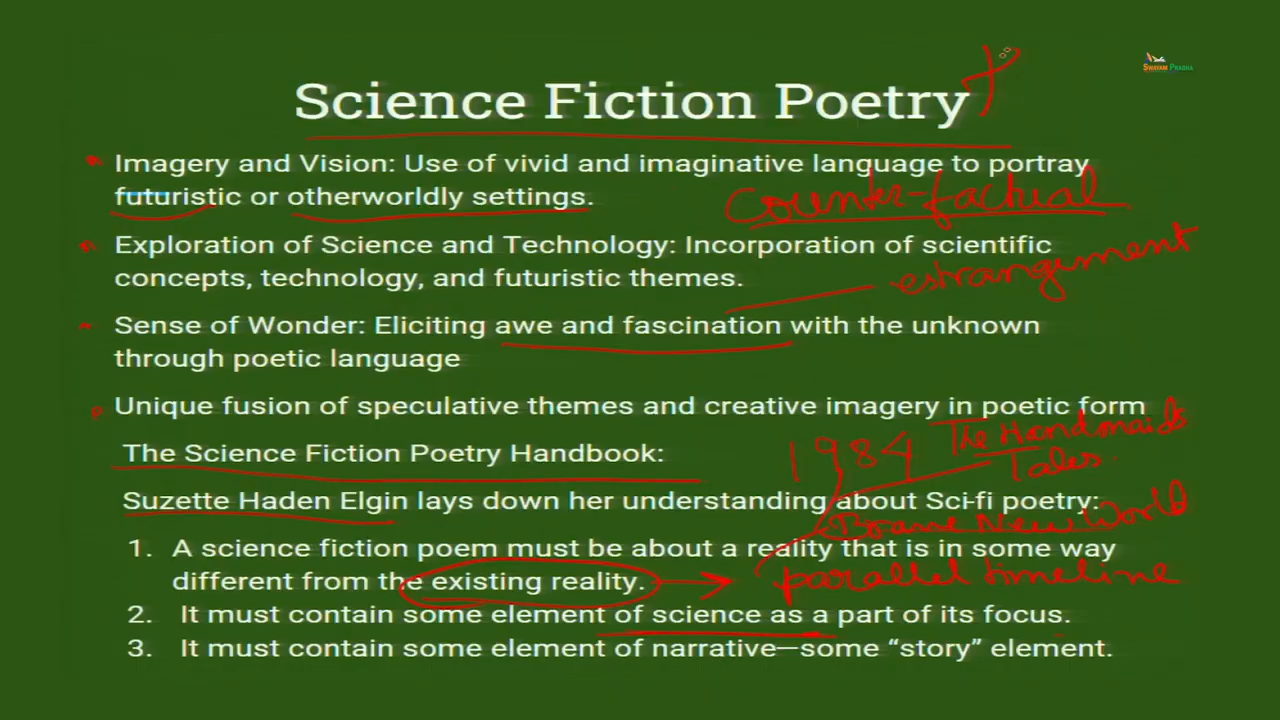 Science Fiction Poetry
SWAYAM PRABHA
Imagery and Vision: Use of vivid and imaginative language to portray
futuristic or otherworldly settings.
Counter-factual
Exploration of Science and Technology: Incorporation of scientific
concepts, technology, and futuristic themes.
estrangement
Sense of Wonder: Eliciting awe and fascination with the unknown
through poetic language
Unique fusion of speculative themes and creative imagery in poetic form
The Science Fiction Poetry Handbook:
1984 The Handmaids
Tales.
Suzette Haden Elgin lays down her understanding about Sci-fi poetry:
Brave New World
1. A science fiction poem must be about a reality that is in some way
different from the existing reality.
parallel timeline
2. It must contain some element of science as a part of its focus.
3. It must contain some element of narrative—some “story” element.